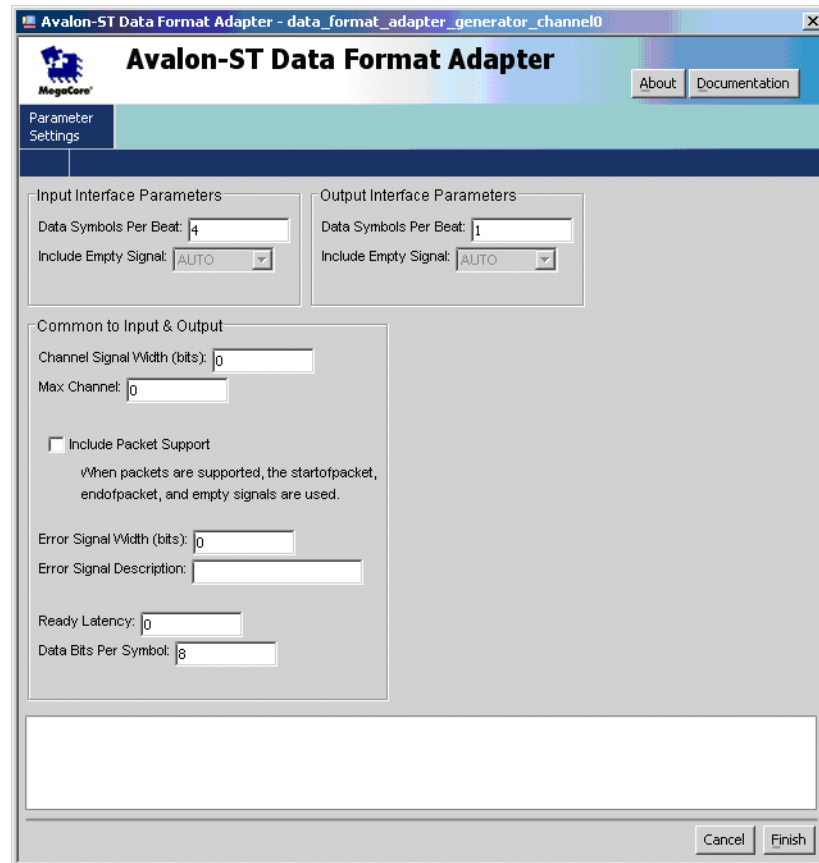 Avalon-ST Data Format Adapter - data_format_adapter_generator_channel0
Avalon-ST Data Format Adapter
MegaCore®
About
Documentation
Parameter
Settings
Input Interface Parameters
Data Symbols Per Beat: 4
Include Empty Signal: AUTO
Output Interface Parameters
Data Symbols Per Beat: 1
Include Empty Signal: AUTO
Common to Input & Output
Channel Signal Width (bits): 0
Max Channel: 0
Include Packet Support
When packets are supported, the startofpacket,
endofpacket, and empty signals are used.
Error Signal Width (bits): 0
Error Signal Description:
Ready Latency: 0
Data Bits Per Symbol: 8
Cancel
Finish